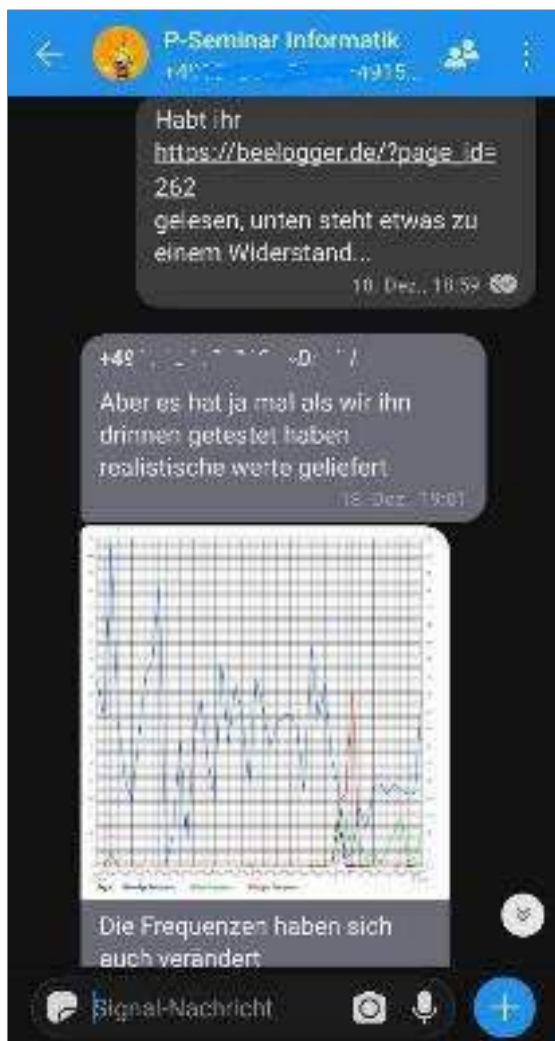 P-Seminar Informatik
Habt ihr
https://beelogger.de/?page_id=
262
gelesen, unten steht etwas zu
einem Widerstand...
18. Dez., 18:59
Aber es hat ja mal als wir ihn
drinnen getestet haben
realistische werte geliefert
18. Dez., 19:01
Die Frequenzen haben sich
auch verändert
Signal-Nachricht